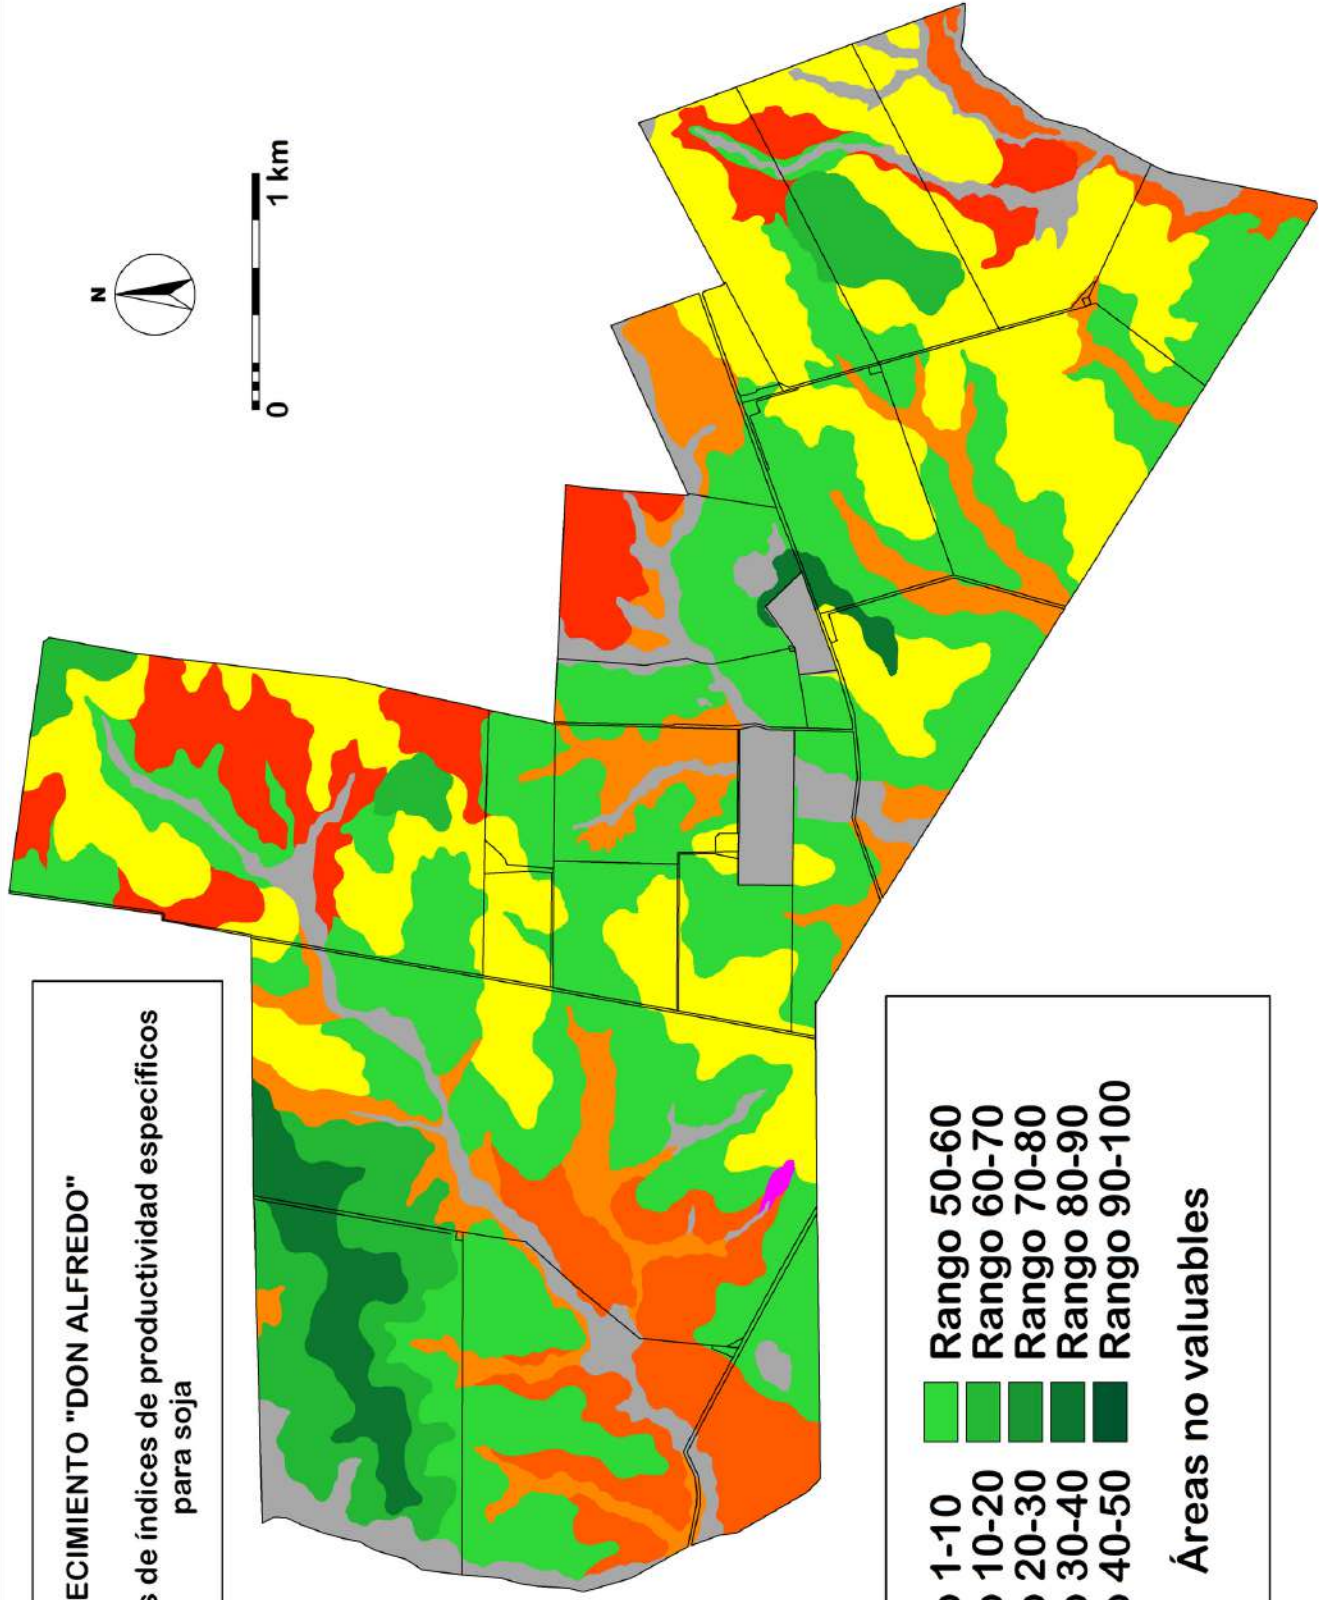 ECIMIENTO "DON ALFREDO"
de índices de productividad específicos
para soja
N
0 1 km
1-10 Rango 50-60
10-20 Rango 60-70
20-30 Rango 70-80
30-40 Rango 80-90
40-50 Rango 90-100
Áreas no valuables